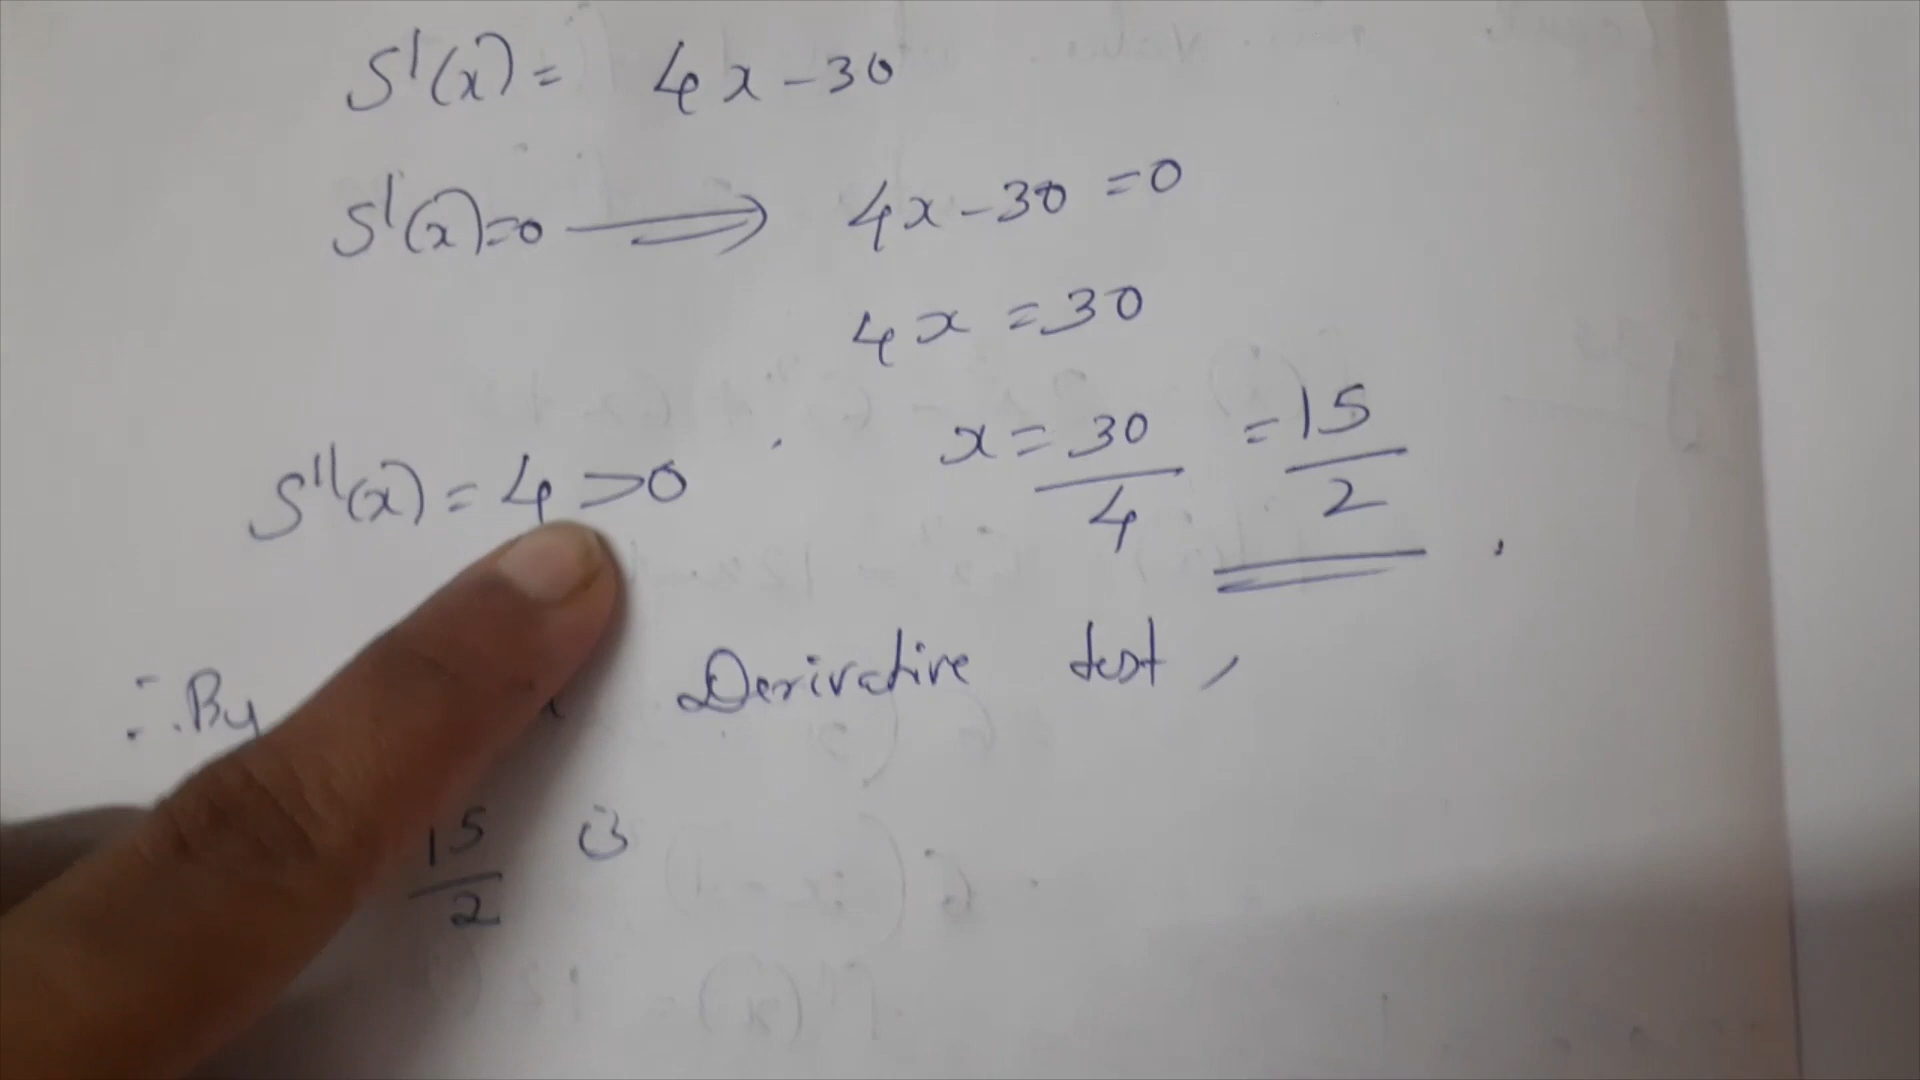 S'(x) = 4x - 30
S'(x)=0 ⟹ 4x - 30 = 0
4x = 30
x = 30/4 = 15/2
S''(x) = 4 > 0
∴ By Derivative test,
15/2 is